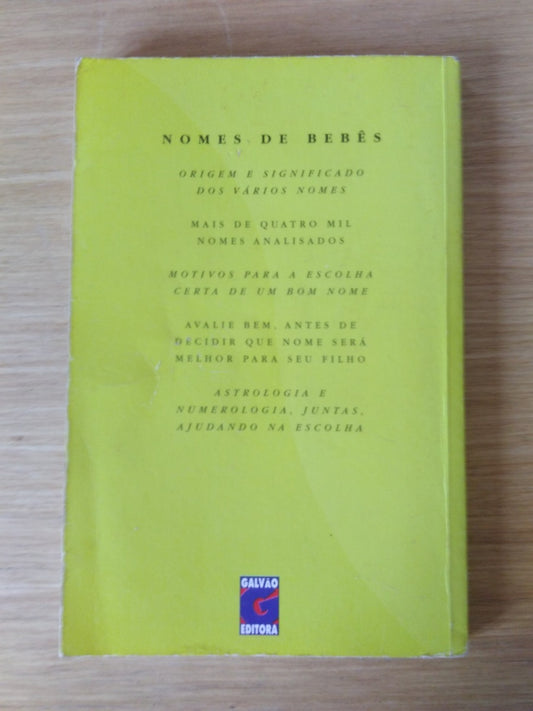 NOMES DE BEBÊS
ORIGEM E SIGNIFICADO
DOS VÁRIOS NOMES
MAIS DE QUATRO MIL
NOMES ANALISADOS
MOTIVOS PARA A ESCOLHA
CERTA DE UM BOM NOME
AVALIE BEM, ANTES DE
DECIDIR QUE NOME SERÁ
MELHOR PARA SEU FILHO
ASTROLOGIA E
NUMEROLOGIA, JUNTAS,
AJUDANDO NA ESCOLHA
GALVÃO
G
EDITORA